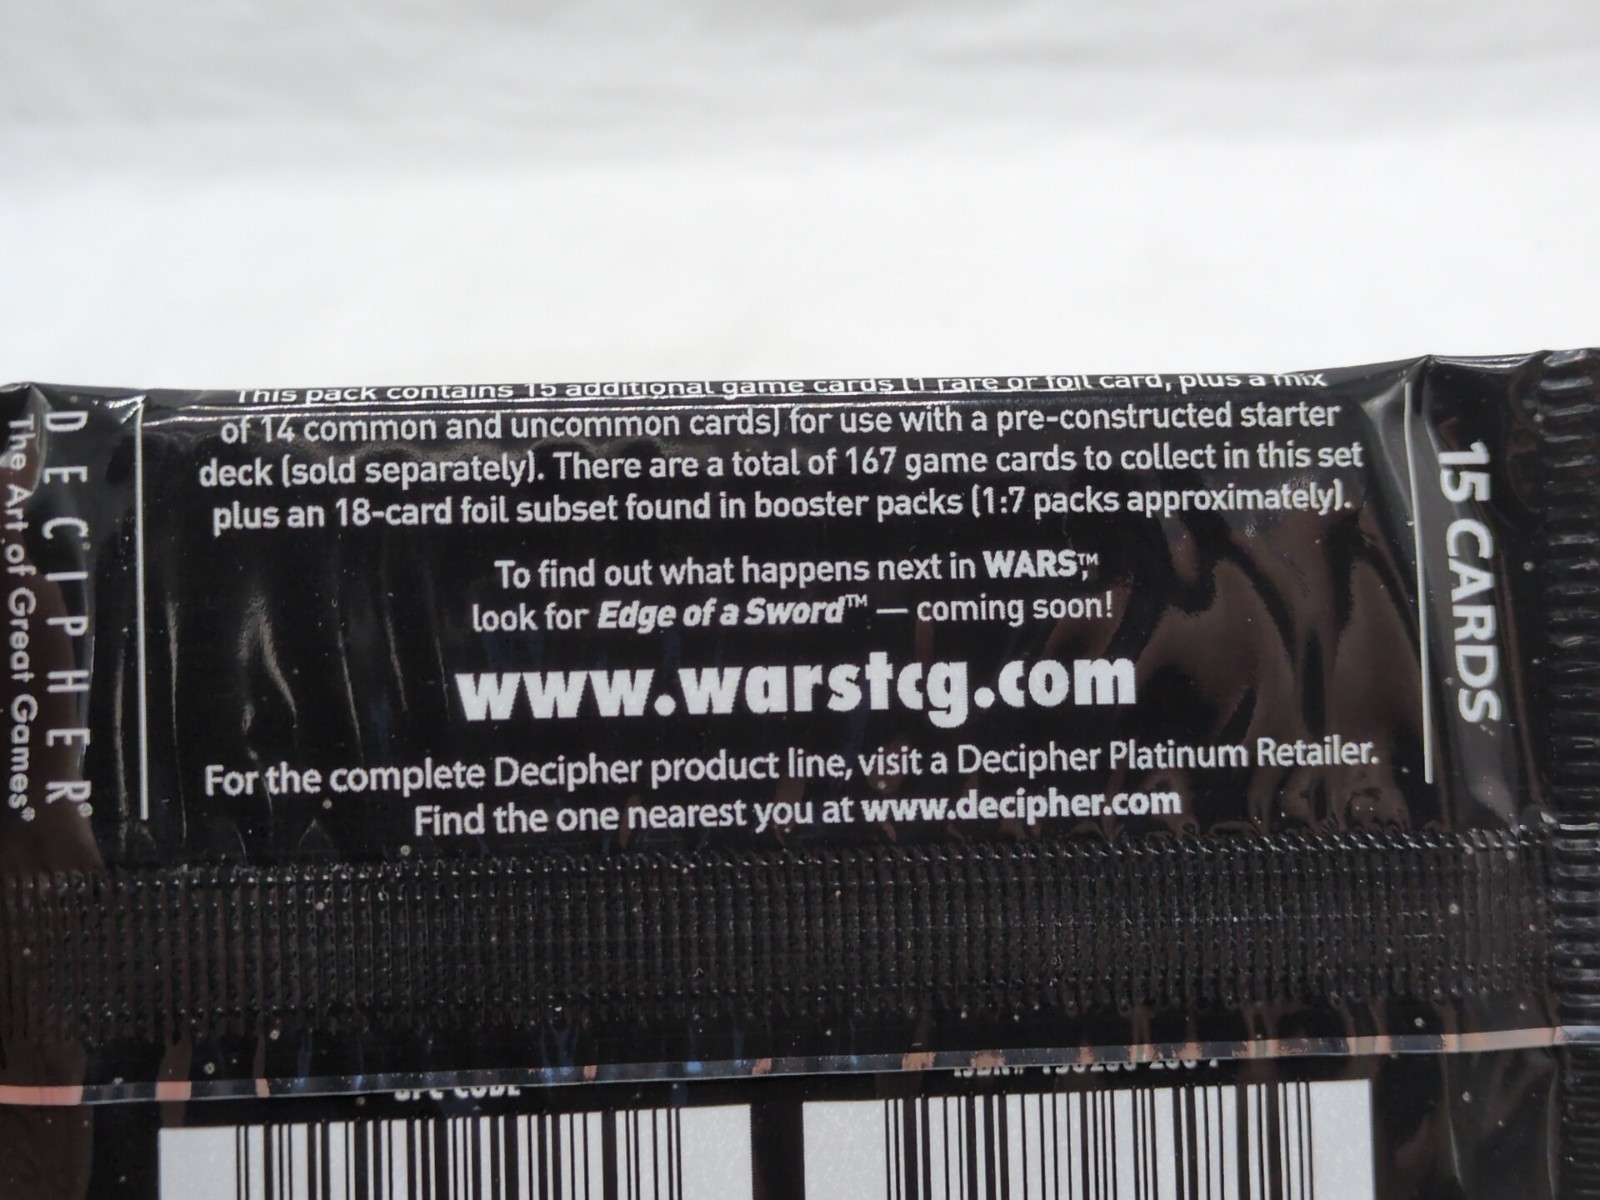 This pack contains 15 additional game cards (1 rare or foil card, plus a mix
of 14 common and uncommon cards) for use with a pre-constructed starter
deck (sold separately). There are a total of 167 game cards to collect in this set
plus an 18-card foil subset found in booster packs (1:7 packs approximately).
To find out what happens next in WARS,™
look for Edge of a Sword™ — coming soon!
www.warstcg.com
For the complete Decipher product line, visit a Decipher Platinum Retailer.
Find the one nearest you at www.decipher.com
DECIPHER®
The Art of Great Games®
15 CARDS
UPC CODE
ISBN#